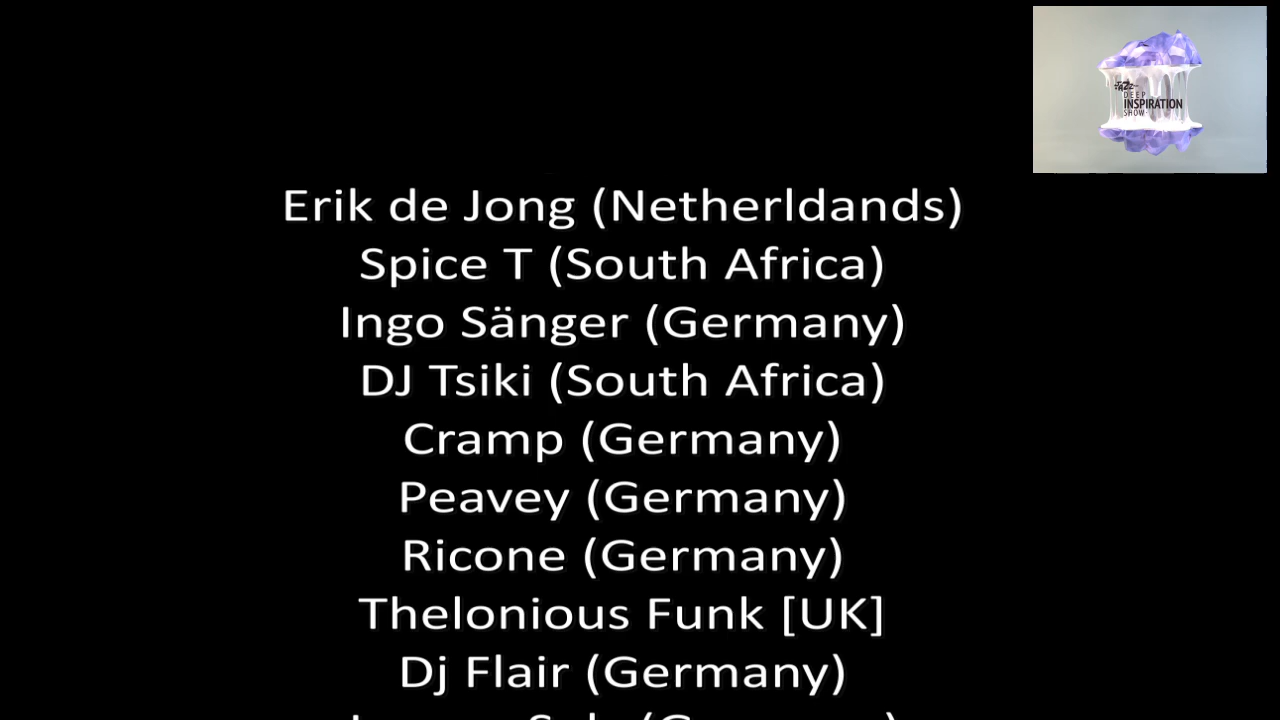 JAZZ
DEEP
INSPIRATION
SHOW
Erik de Jong (Netherldands)
Spice T (South Africa)
Ingo Sänger (Germany)
DJ Tsiki (South Africa)
Cramp (Germany)
Peavey (Germany)
Ricone (Germany)
Thelonious Funk [UK]
Dj Flair (Germany)